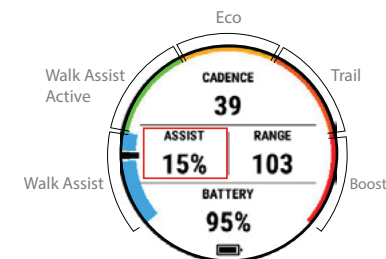 Eco
Walk Assist
Active
Trail
CADENCE
39
ASSIST
15%
RANGE
103
Walk Assist
Boost
BATTERY
95%